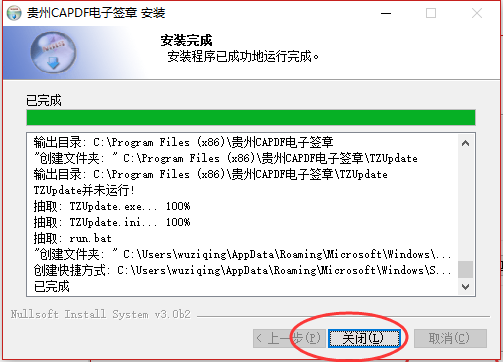 贵州CAPDF电子签章 安装
安装完成
安装程序已成功地运行完成。
已完成
输出目录: C:\Program Files (x86)\贵州CAPDF电子签章
"创建文件夹: " C:\Program Files (x86)\贵州CAPDF电子签章\TZUpdate
输出目录: C:\Program Files (x86)\贵州CAPDF电子签章\TZUpdate
TZUpdate并未运行!
抽取: TZUpdate.exe... 100%
抽取: TZUpdate.ini... 100%
抽取: run.bat
"创建文件夹: " C:\Users\wuziqing\AppData\Roaming\Microsoft\Windows\...
创建快捷方式: C:\Users\wuziqing\AppData\Roaming\Microsoft\Windows\S...
已完成
Nullsoft Install System v3.0b2
< 上一步(P) 关闭(L) 取消(C)